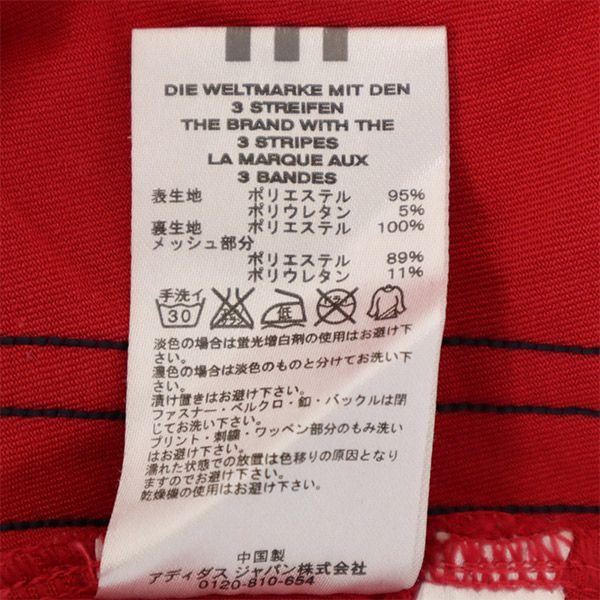 DIE WELTMARKE MIT DEN
3 STREIFEN
THE BRAND WITH THE
3 STRIPES
LA MARQUE AUX
3 BANDES
表生地 ポリエステル 95%
ポリウレタン 5%
裏生地 ポリエステル 100%
メッシュ部分
ポリエステル 89%
ポリウレタン 11%
手洗イ
30
低
淡色の場合は蛍光増白剤の使用はお避け下
さい。
濃色の場合は淡色のものと分けてお洗い下
さい。
漬け置きはお避け下さい。
ファスナー・ベルクロ・釦・バックルは閉
じてお洗い下さい。
プリント・刺繍・ワッペン部分のもみ洗い
はお避け下さい。
濡れた状態での放置は色移りの原因となり
ますのでお避け下さい。
乾燥機の使用はお避け下さい。
中国製
アディダス ジャパン株式会社
0120-810-654